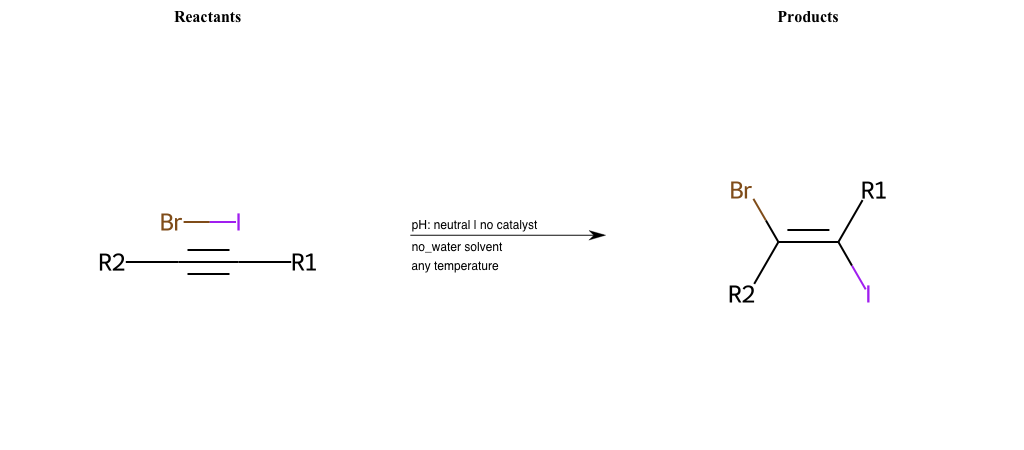 Reactants
Products
Br I
R2 R1
pH: neutral | no catalyst
no_water solvent
any temperature
Br R1
R2 I